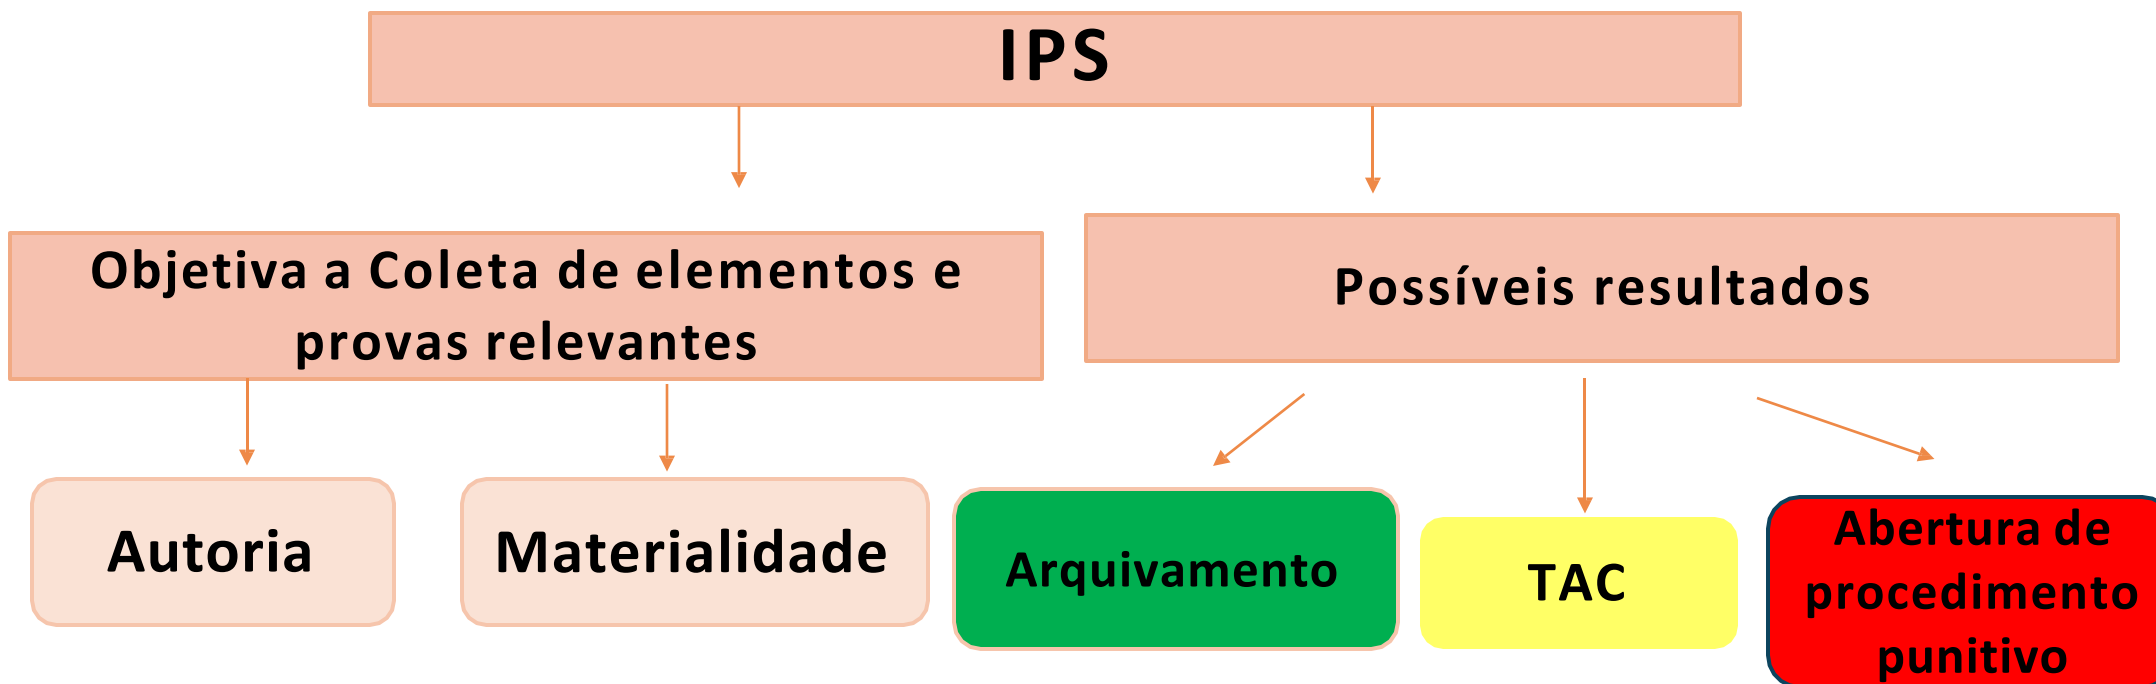 IPS
Objetiva a Coleta de elementos e
provas relevantes
Possíveis resultados
Autoria
Materialidade
Arquivamento
TAC
Abertura de
procedimento
punitivo